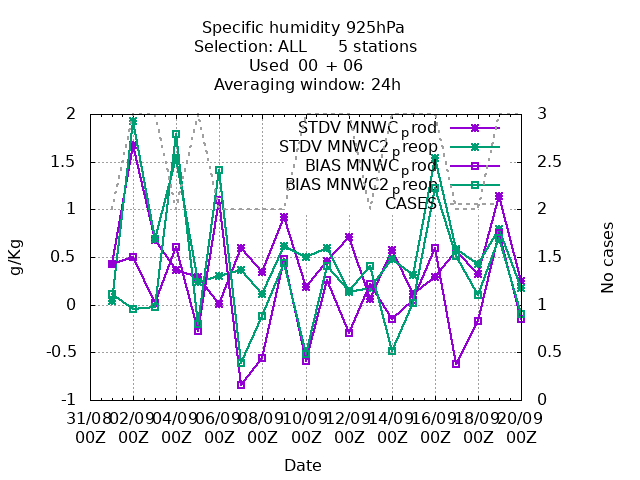 Specific humidity 925hPa
Selection: ALL 5 stations
Used 00 + 06
Averaging window: 24h
STDV MNWC_prod
STDV MNWC2_preop
BIAS MNWC_prod
BIAS MNWC2_preop
CASES
2
1.5
1
0.5
0
-0.5
-1
3
2.5
2
1.5
1
0.5
0
g/Kg
No cases
31/08 02/09 04/09 06/09 08/09 10/09 12/09 14/09 16/09 18/09 20/09
00Z 00Z 00Z 00Z 00Z 00Z 00Z 00Z 00Z 00Z 00Z
Date